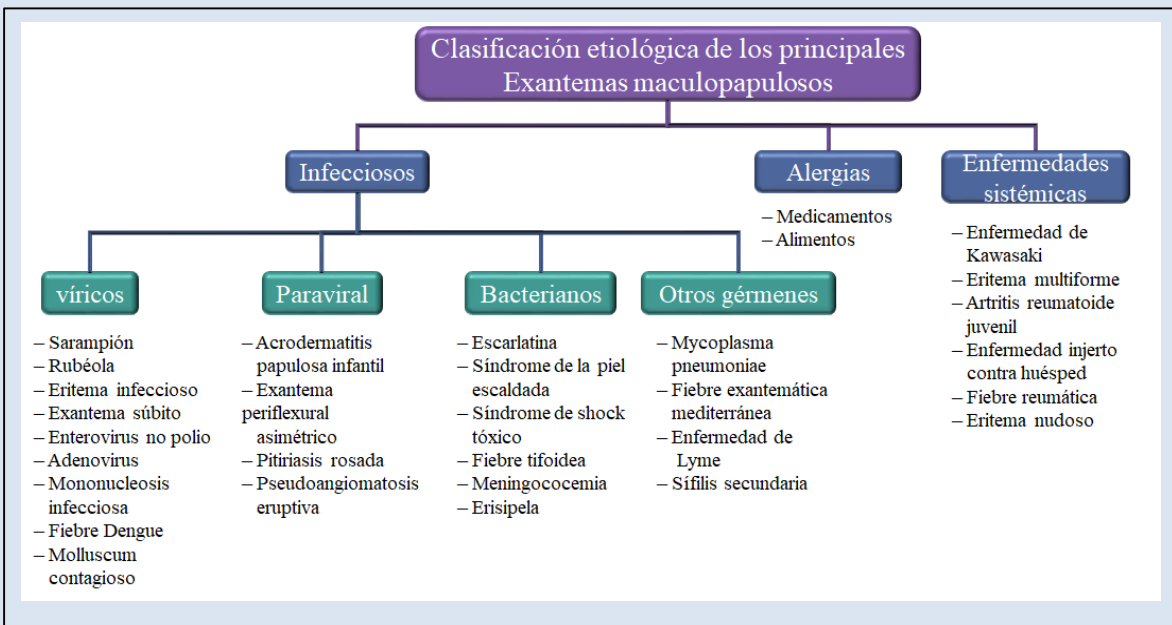 Clasificación etiológica de los principales
Exantemas maculopapulosos
Infecciosos
Alergias
– Medicamentos
– Alimentos
Enfermedades
sistémicas
– Enfermedad de
Kawasaki
– Eritema multiforme
– Artritis reumatoide
juvenil
– Enfermedad injerto
contra huésped
– Fiebre reumática
– Eritema nudoso
víricos
– Sarampión
– Rubéola
– Eritema infeccioso
– Exantema súbito
– Enterovirus no polio
– Adenovirus
– Mononucleosis
infecciosa
– Fiebre Dengue
– Molluscum
contagioso
Paraviral
– Acrodermatitis
papulosa infantil
– Exantema
periflexural
asimétrico
– Pitiriasis rosada
– Pseudoangiomatosis
eruptiva
Bacterianos
– Escarlatina
– Síndrome de la piel
escaldada
– Síndrome de shock
tóxico
– Fiebre tifoidea
– Meningococemia
– Erisipela
Otros gérmenes
– Mycoplasma
pneumoniae
– Fiebre exantemática
mediterránea
– Enfermedad de
Lyme
– Sífilis secundaria